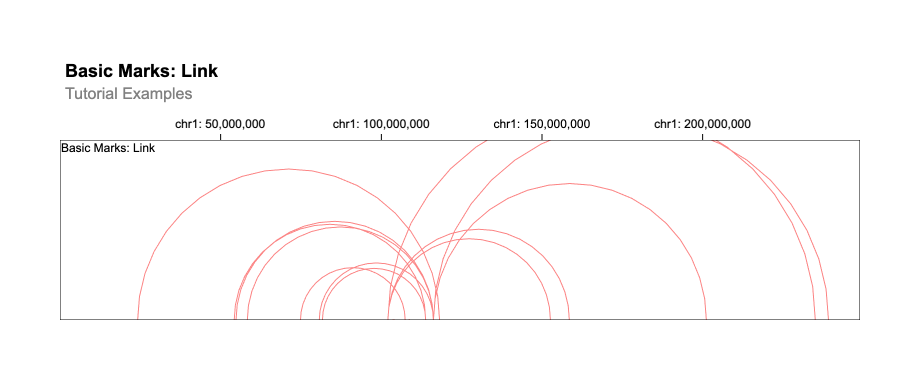 Basic Marks: Link
Tutorial Examples
chr1: 50,000,000 chr1: 100,000,000 chr1: 150,000,000 chr1: 200,000,000
Basic Marks: Link